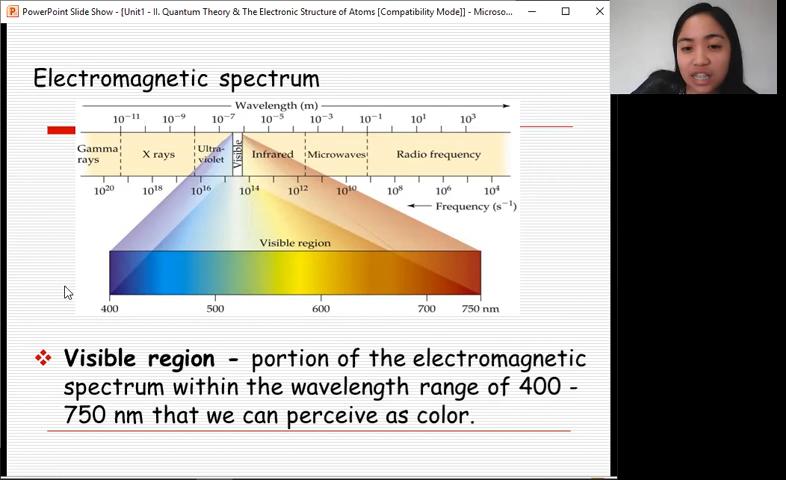 PowerPoint Slide Show - [Unit1 - II. Quantum Theory & The Electronic Structure of Atoms [Compatibility Mode]] - Microso...
Electromagnetic spectrum
Wavelength (m)
10⁻¹¹ 10⁻⁹ 10⁻⁷ 10⁻⁵ 10⁻³ 10⁻¹ 10¹ 10³
Gamma
rays
X rays
Ultra-
violet
Visible
Infrared
Microwaves
Radio frequency
10²⁰ 10¹⁸ 10¹⁶ 10¹⁴ 10¹² 10¹⁰ 10⁸ 10⁶ 10⁴
Frequency (s⁻¹)
Visible region
400 500 600 700 750 nm
Visible region - portion of the electromagnetic
spectrum within the wavelength range of 400 -
750 nm that we can perceive as color.